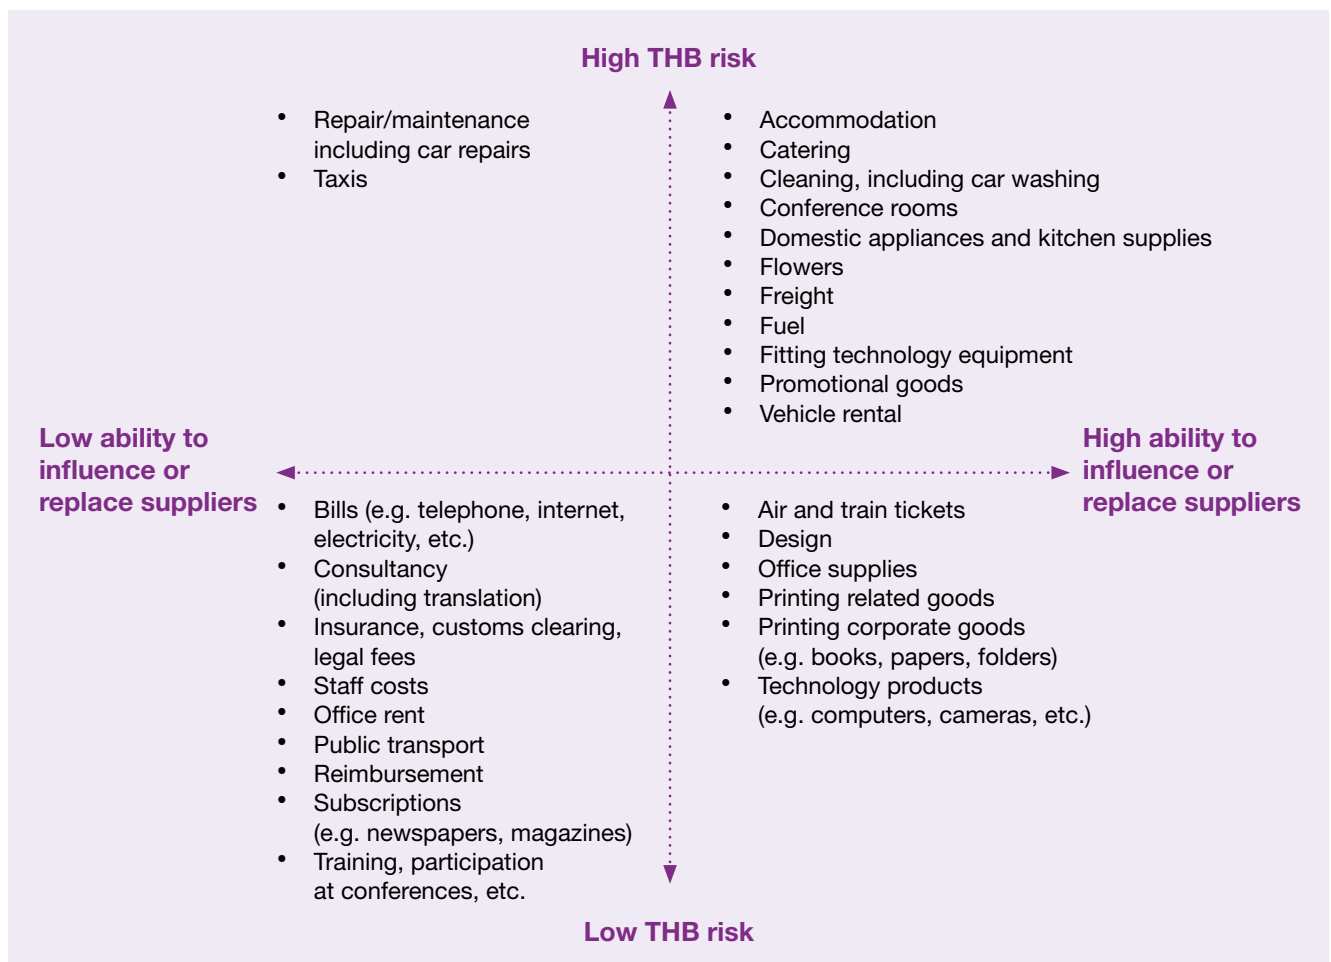 High THB risk
• Repair/maintenance
including car repairs
• Taxis
• Accommodation
• Catering
• Cleaning, including car washing
• Conference rooms
• Domestic appliances and kitchen supplies
• Flowers
• Freight
• Fuel
• Fitting technology equipment
• Promotional goods
• Vehicle rental
Low ability to
influence or
replace suppliers
High ability to
influence or
replace suppliers
• Bills (e.g. telephone, internet,
electricity, etc.)
• Consultancy
(including translation)
• Insurance, customs clearing,
legal fees
• Staff costs
• Office rent
• Public transport
• Reimbursement
• Subscriptions
(e.g. newspapers, magazines)
• Training, participation
at conferences, etc.
• Air and train tickets
• Design
• Office supplies
• Printing related goods
• Printing corporate goods
(e.g. books, papers, folders)
• Technology products
(e.g. computers, cameras, etc.)
Low THB risk